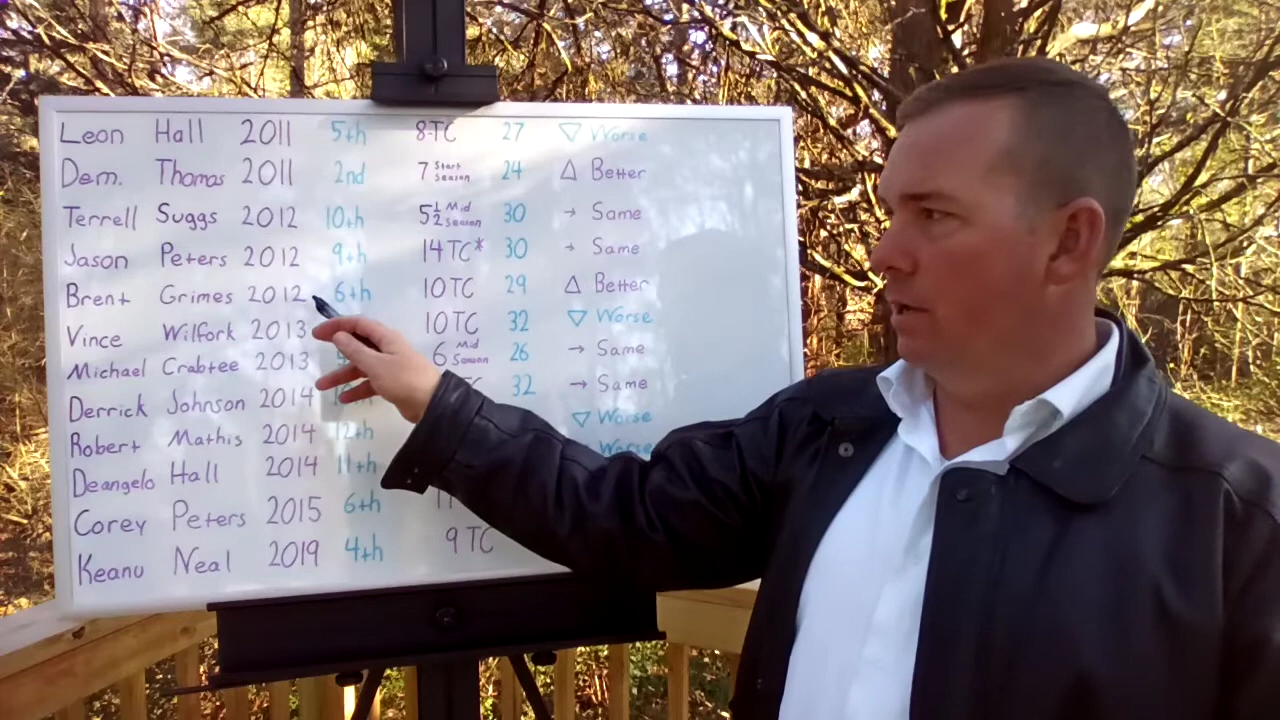 Leon Hall 2011 5th 8-TC 27 ▽ Worse
Dem. Thomas 2011 2nd 7 Start Season 24 △ Better
Terrell Suggs 2012 10th 5½ Mid Season 30 → Same
Jason Peters 2012 9th 14 TC* 30 → Same
Brent Grimes 2012 6th 10 TC 29 △ Better
Vince Wilfork 2013 10 TC 32 ▽ Worse
Michael Crabtee 2013 6 Mid Season 26 → Same
Derrick Johnson 2014 32 → Same
Robert Mathis 2014 12th ▽ Worse
Deangelo Hall 2014 11th Worse
Corey Peters 2015 6th
Keanu Neal 2019 4th 9 TC